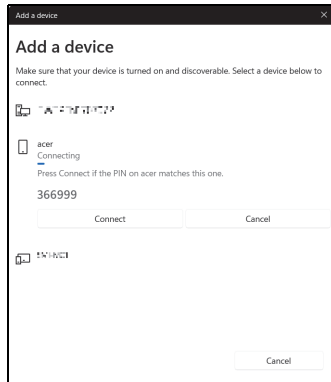 Add a device
Add a device
Make sure that your device is turned on and discoverable. Select a device below to
connect.
acer
Connecting
Press Connect if the PIN on acer matches this one.
366999
Connect Cancel
Cancel